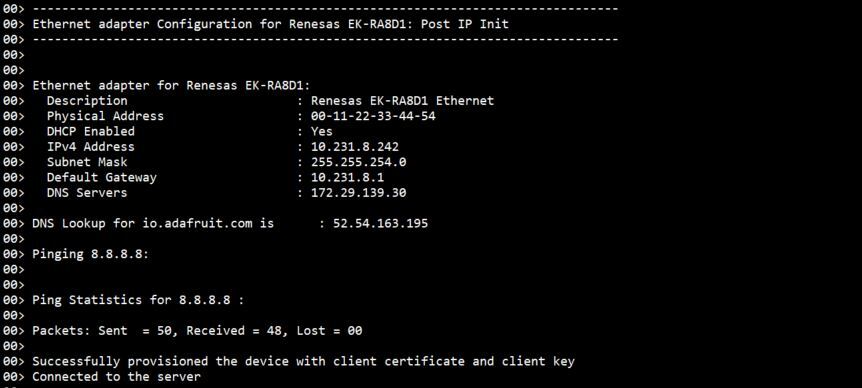 00> --------------------------------------------------------------------------------
00> Ethernet adapter Configuration for Renesas EK-RA8D1: Post IP Init
00> --------------------------------------------------------------------------------
00>
00>
00> Ethernet adapter for Renesas EK-RA8D1:
00>   Description                       : Renesas EK-RA8D1 Ethernet
00>   Physical Address                  : 00-11-22-33-44-54
00>   DHCP Enabled                      : Yes
00>   IPv4 Address                      : 10.231.8.242
00>   Subnet Mask                       : 255.255.254.0
00>   Default Gateway                   : 10.231.8.1
00>   DNS Servers                       : 172.29.139.30
00>
00> DNS Lookup for io.adafruit.com is      : 52.54.163.195
00>
00> Pinging 8.8.8.8:
00>
00>
00> Ping Statistics for 8.8.8.8 :
00>
00> Packets: Sent  = 50, Received = 48, Lost = 00
00>
00> Successfully provisioned the device with client certificate and client key
00> Connected to the server